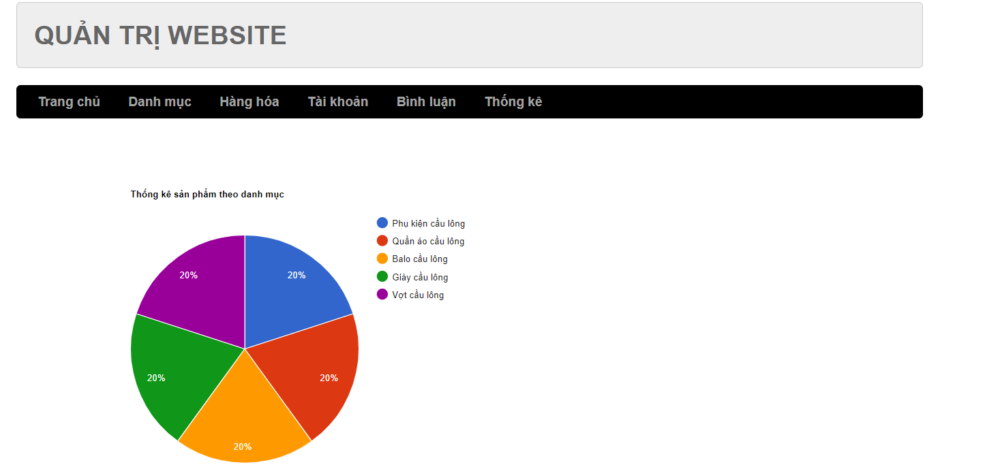 QUẢN TRỊ WEBSITE
Trang chủ Danh mục Hàng hóa Tài khoản Bình luận Thống kê
Thống kê sản phẩm theo danh mục
Phụ kiện cầu lông
Quần áo cầu lông
Balo cầu lông
Giày cầu lông
Vợt cầu lông
20% 20%
20% 20%
20%